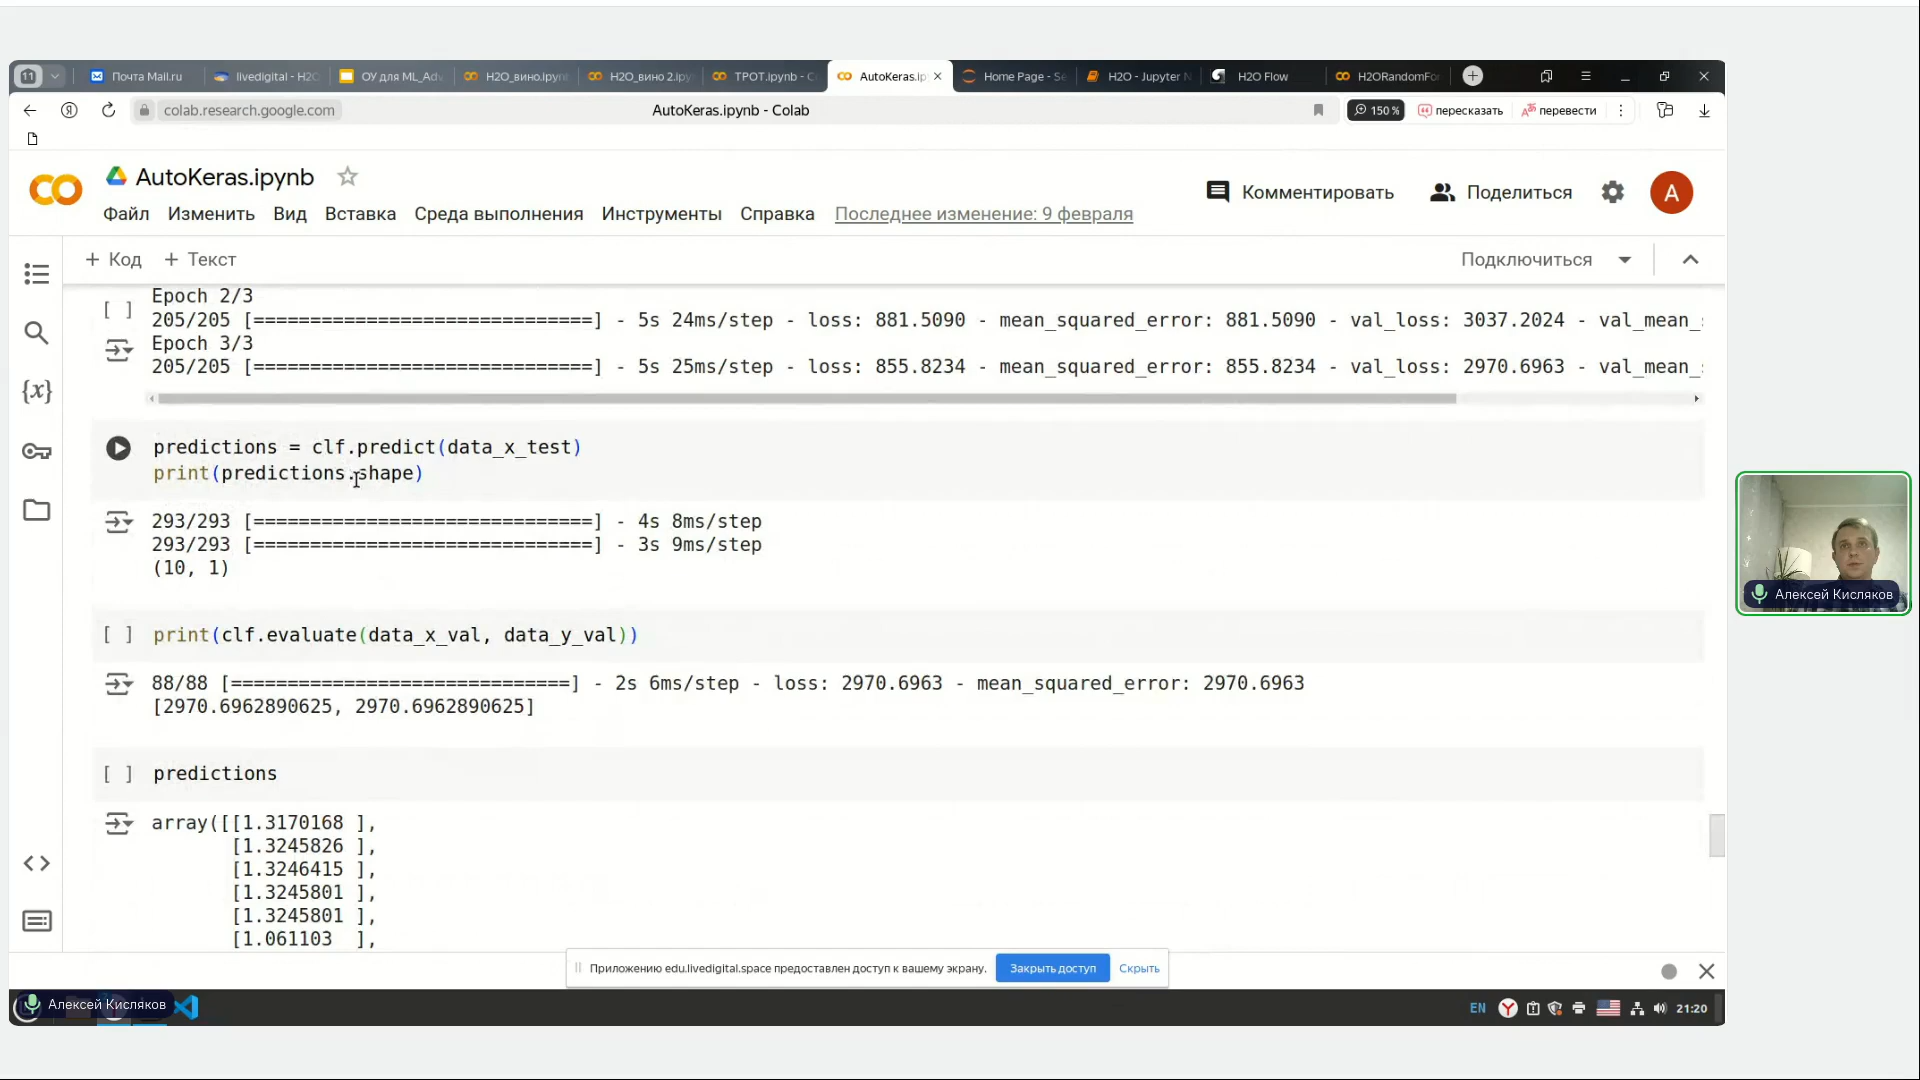 11
Почта Mail.ru
livedigital - H2O
ОУ для ML_Adv
H2O_вино.ipyn
H2O_вино 2.ipy
TPOT.ipynb - C
AutoKeras.ip
Home Page - Se
H2O - Jupyter N
H2O Flow
H2ORandomFo
colab.research.google.com
AutoKeras.ipynb - Colab
150 %
пересказать
перевести
AutoKeras.ipynb
Комментировать
Поделиться
A
Файл Изменить Вид Вставка Среда выполнения Инструменты Справка Последнее изменение: 9 февраля
+ Код + Текст
Подключиться
Epoch 2/3
[ ] 205/205 [==============================] - 5s 24ms/step - loss: 881.5090 - mean_squared_error: 881.5090 - val_loss: 3037.2024 - val_mean_
Epoch 3/3
205/205 [==============================] - 5s 25ms/step - loss: 855.8234 - mean_squared_error: 855.8234 - val_loss: 2970.6963 - val_mean_
{x}
predictions = clf.predict(data_x_test)
print(predictions.shape)
293/293 [==============================] - 4s 8ms/step
293/293 [==============================] - 3s 9ms/step
(10, 1)
[ ] print(clf.evaluate(data_x_val, data_y_val))
88/88 [==============================] - 2s 6ms/step - loss: 2970.6963 - mean_squared_error: 2970.6963
[2970.6962890625, 2970.6962890625]
[ ] predictions
array([[1.3170168 ],
[1.3245826 ],
[1.3246415 ],
[1.3245801 ],
[1.3245801 ],
[1.061103  ],
Приложению edu.livedigital.space предоставлен доступ к вашему экрану.
Закрыть доступ
Скрыть
Алексей Кисляков
EN
21:20
Алексей Кисляков